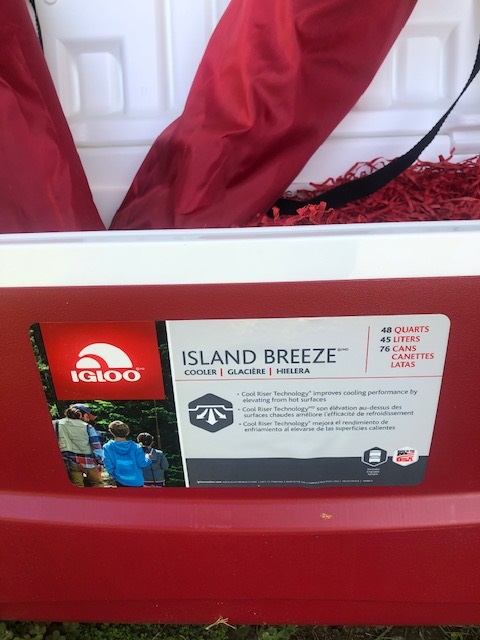 IGLOO
ISLAND BREEZE
COOLER | GLACIÈRE | HIELERA
48 QUARTS
45 LITERS
76 CANS
CANETTES
LATAS
• Cool Riser Technology® improves cooling performance by
elevating from hot surfaces
• Cool Riser Technology son élévation au-dessus des
surfaces chaudes améliore l'efficacité de refroidissement
• Cool Riser Technology® mejora el rendimiento de
enfriamiento al elevarse de las superficies calientes
USA